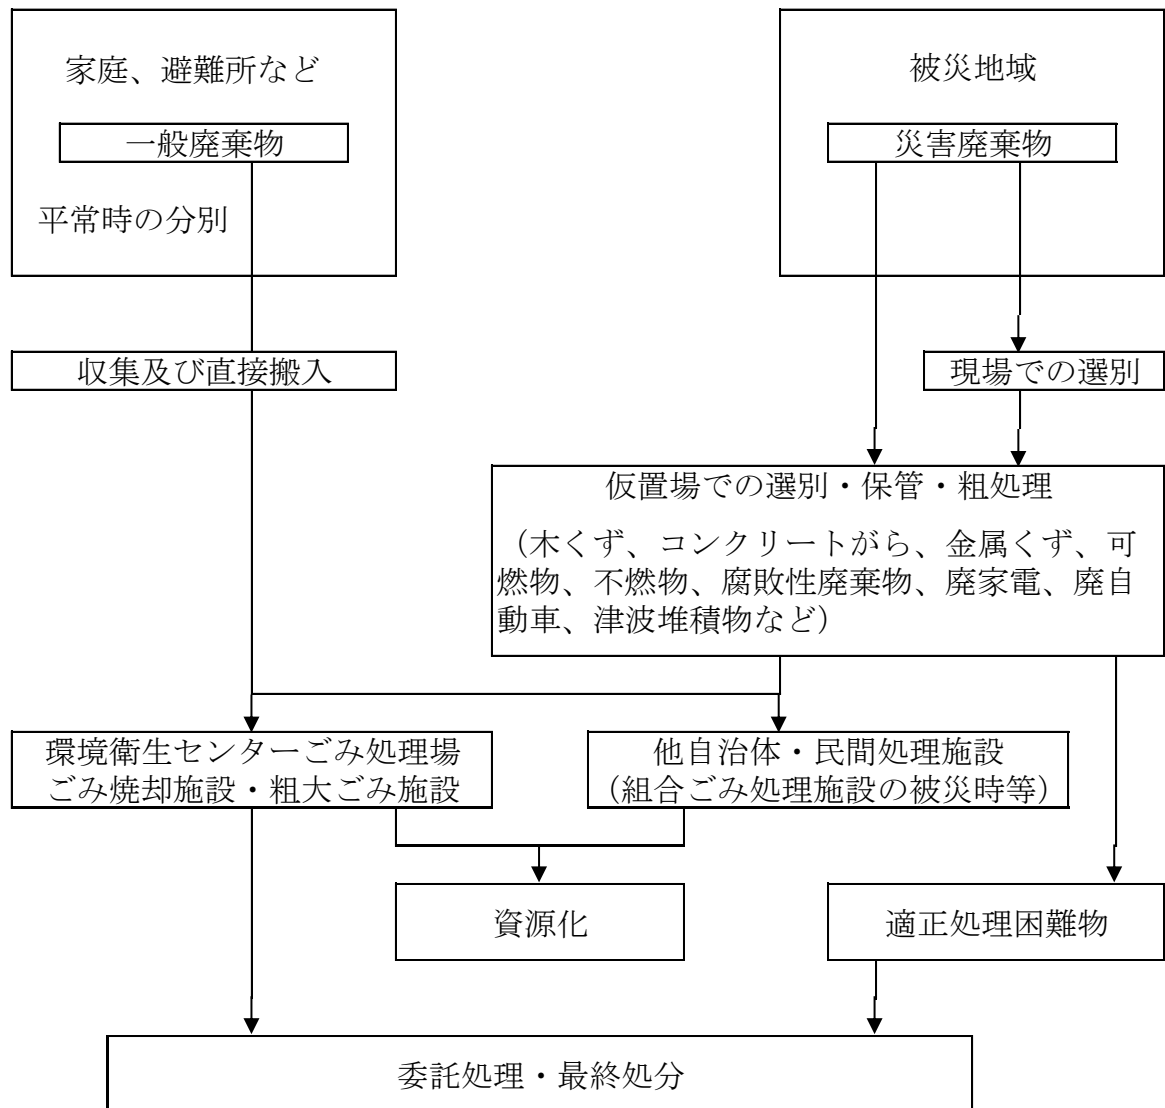 家庭、避難所など
一般廃棄物
平常時の分別
被災地域
災害廃棄物
収集及び直接搬入
現場での選別
仮置場での選別・保管・粗処理
（木くず、コンクリートがら、金属くず、可
燃物、不燃物、腐敗性廃棄物、廃家電、廃自
動車、津波堆積物など）
環境衛生センターごみ処理場
ごみ焼却施設・粗大ごみ施設
他自治体・民間処理施設
（組合ごみ処理施設の被災時等）
資源化
適正処理困難物
委託処理・最終処分